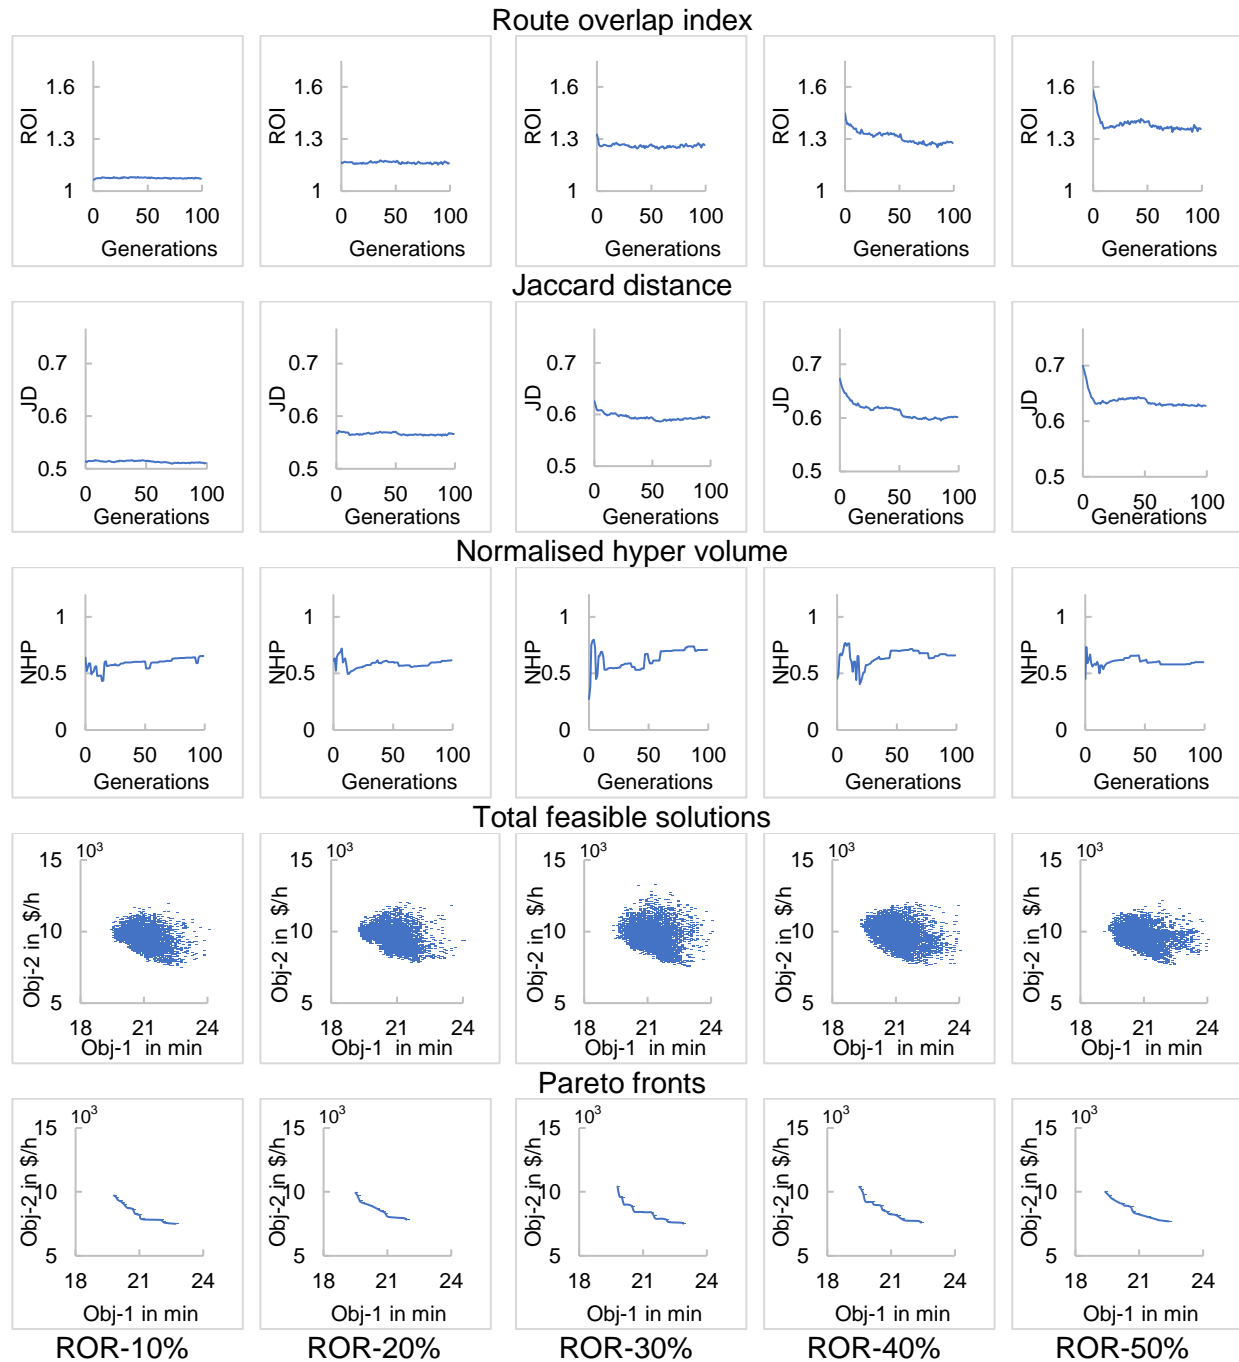 Route overlap index
1.6 1.6 1.6 1.6 1.6
ROI ROI ROI ROI ROI
1.3 1.3 1.3 1.3 1.3
1 1 1 1 1
0 50 100 0 50 100 0 50 100 0 50 100 0 50 100
Generations Generations Generations Generations Generations
Jaccard distance
0.7 0.7 0.7 0.7 0.7
JD JD JD JD JD
0.6 0.6 0.6 0.6 0.6
0.5 0.5 0.5 0.5 0.5
0 50 100 0 50 100 0 50 100 0 50 100 0 50 100
Generations Generations Generations Generations Generations
Normalised hyper volume
1 1 1 1 1
NHP NHP NHP NHP NHP
0.5 0.5 0.5 0.5 0.5
0 0 0 0 0
0 50 100 0 50 100 0 50 100 0 50 100 0 50 100
Generations Generations Generations Generations Generations
Total feasible solutions
10³ 10³ 10³ 10³ 10³
15 15 15 15 15
Obj-2 in $/h Obj-2 in $/h Obj-2 in $/h Obj-2 in $/h Obj-2 in $/h
10 10 10 10 10
5 5 5 5 5
18 21 24 18 21 24 18 21 24 18 21 24 18 21 24
Obj-1 in min Obj-1 in min Obj-1 in min Obj-1 in min Obj-1 in min
Pareto fronts
10³ 10³ 10³ 10³ 10³
15 15 15 15 15
Obj-2 in $/h Obj-2 in $/h Obj-2 in $/h Obj-2 in $/h Obj-2 in $/h
10 10 10 10 10
5 5 5 5 5
18 21 24 18 21 24 18 21 24 18 21 24 18 21 24
Obj-1 in min Obj-1 in min Obj-1 in min Obj-1 in min Obj-1 in min
ROR-10% ROR-20% ROR-30% ROR-40% ROR-50%